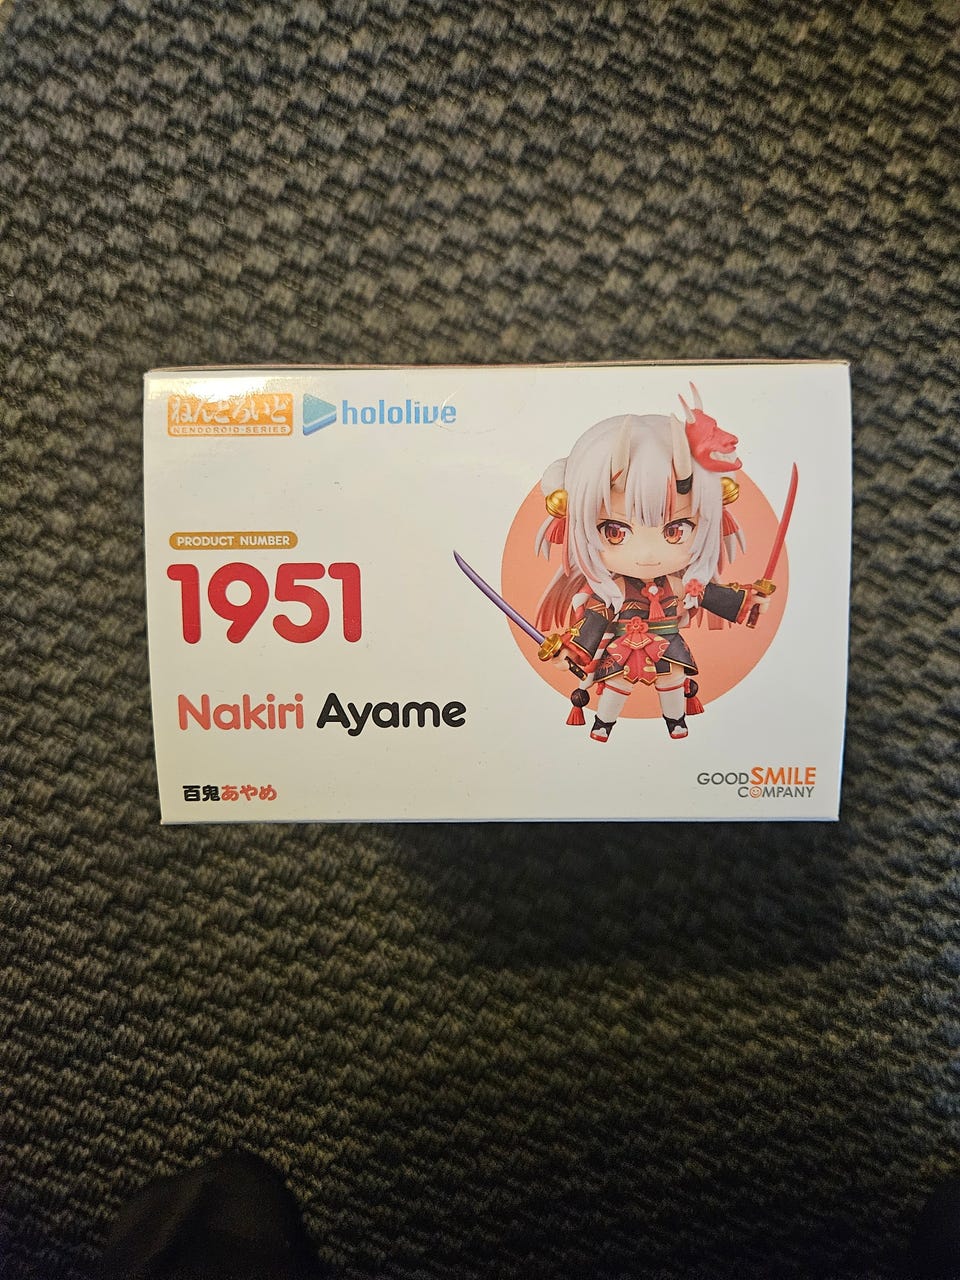 ねんどろいど
NENDOROID-SERIES
hololive
PRODUCT NUMBER
1951
Nakiri Ayame
百鬼あやめ
GOOD SMILE
COMPANY